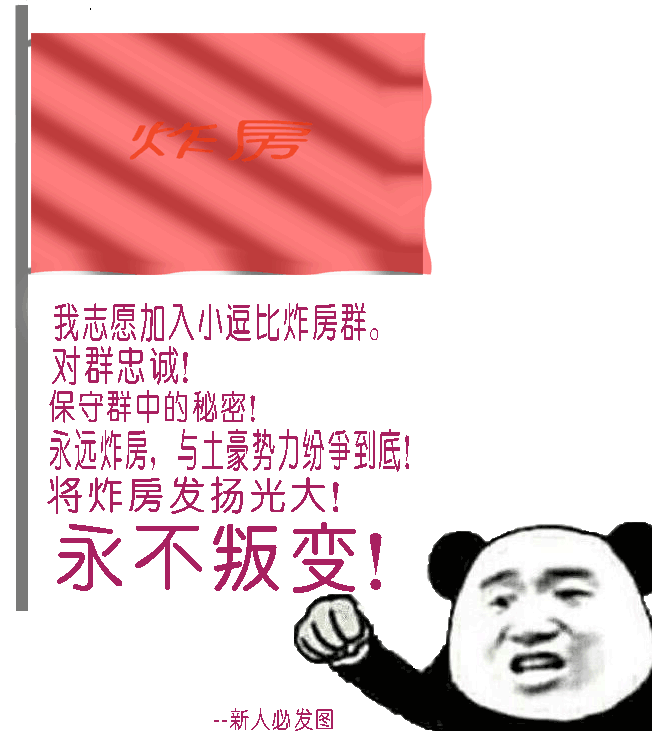 炸房
我志愿加入小逗比炸房群。
对群忠诚!
保守群中的秘密!
永远炸房，与土豪势力纷爭到底!
将炸房发扬光大!
永不叛变!
--新人必发图